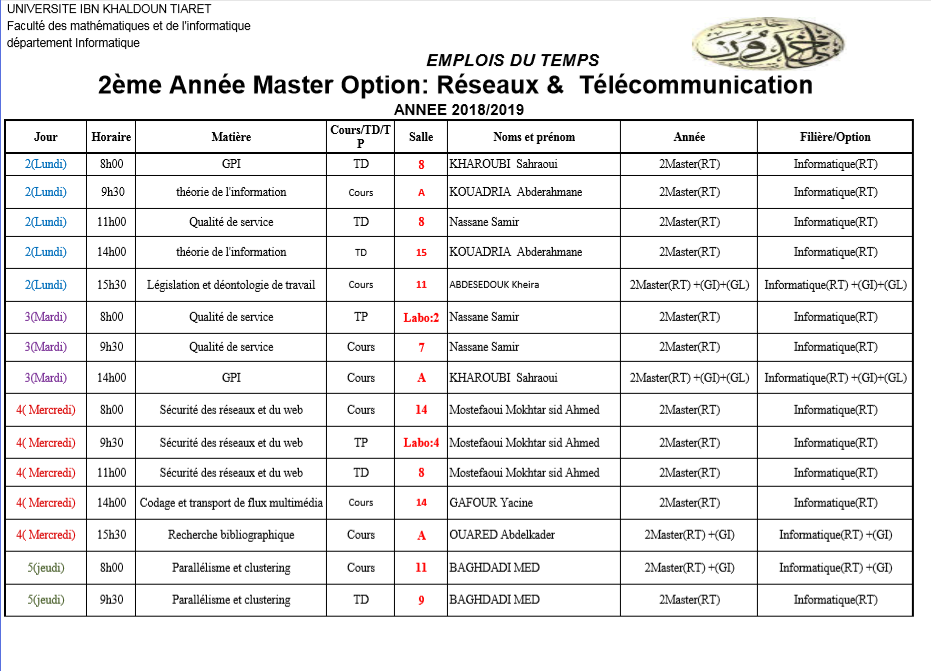 UNIVERSITE IBN KHALDOUN TIARET
Faculté des mathématiques et de l'informatique
département Informatique
EMPLOIS DU TEMPS
2ème Année Master Option: Réseaux & Télécommunication
ANNEE 2018/2019
Jour Horaire Matière Cours/TD/TP Salle Noms et prénom Année Filière/Option
2(Lundi) 8h00 GPI TD 8 KHAROUBI Sahraoui 2Master(RT) Informatique(RT)
2(Lundi) 9h30 théorie de l'information Cours A KOUADRIA Abderahmane 2Master(RT) Informatique(RT)
2(Lundi) 11h00 Qualité de service TD 8 Nassane Samir 2Master(RT) Informatique(RT)
2(Lundi) 14h00 théorie de l'information TD 15 KOUADRIA Abderahmane 2Master(RT) Informatique(RT)
2(Lundi) 15h30 Législation et déontologie de travail Cours 11 ABDESEDOUK Kheira 2Master(RT) +(GI)+(GL) Informatique(RT) +(GI)+(GL)
3(Mardi) 8h00 Qualité de service TP Labo:2 Nassane Samir 2Master(RT) Informatique(RT)
3(Mardi) 9h30 Qualité de service Cours 7 Nassane Samir 2Master(RT) Informatique(RT)
3(Mardi) 14h00 GPI Cours A KHAROUBI Sahraoui 2Master(RT) +(GI)+(GL) Informatique(RT) +(GI)+(GL)
4( Mercredi) 8h00 Sécurité des réseaux et du web Cours 14 Mostefaoui Mokhtar sid Ahmed 2Master(RT) Informatique(RT)
4( Mercredi) 9h30 Sécurité des réseaux et du web TP Labo:4 Mostefaoui Mokhtar sid Ahmed 2Master(RT) Informatique(RT)
4( Mercredi) 11h00 Sécurité des réseaux et du web TD 8 Mostefaoui Mokhtar sid Ahmed 2Master(RT) Informatique(RT)
4( Mercredi) 14h00 Codage et transport de flux multimédia Cours 14 GAFOUR Yacine 2Master(RT) Informatique(RT)
4( Mercredi) 15h30 Recherche bibliographique Cours A OUARED Abdelkader 2Master(RT) +(GI) Informatique(RT) +(GI)
5(jeudi) 8h00 Parallélisme et clustering Cours 11 BAGHDADI MED 2Master(RT) +(GI) Informatique(RT) +(GI)
5(jeudi) 9h30 Parallélisme et clustering TD 9 BAGHDADI MED 2Master(RT) Informatique(RT)